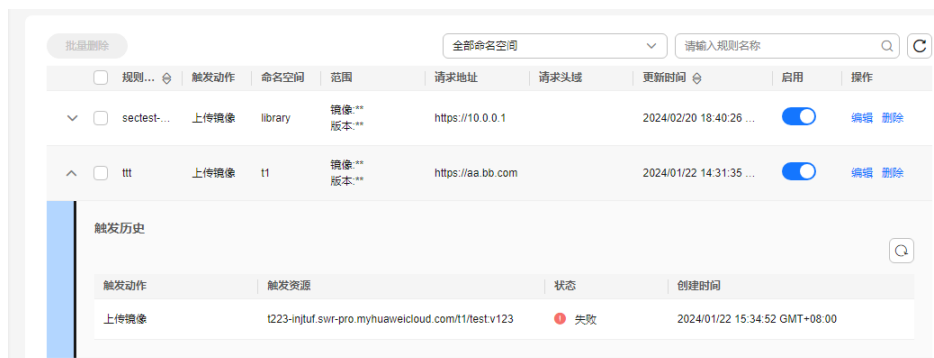 批量删除 全部命名空间 请输入规则名称
规则... 触发动作 命名空间 范围 请求地址 请求头域 更新时间 启用 操作
sectest-... 上传镜像 library 镜像:** 版本:** https://10.0.0.1 2024/02/20 18:40:26 ... 编辑 删除
ttt 上传镜像 t1 镜像:** 版本:** https://aa.bb.com 2024/01/22 14:31:35 ... 编辑 删除
触发历史
触发动作 触发资源 状态 创建时间
上传镜像 t223-injtuf.swr-pro.myhuaweicloud.com/t1/test:v123 失败 2024/01/22 15:34:52 GMT+08:00